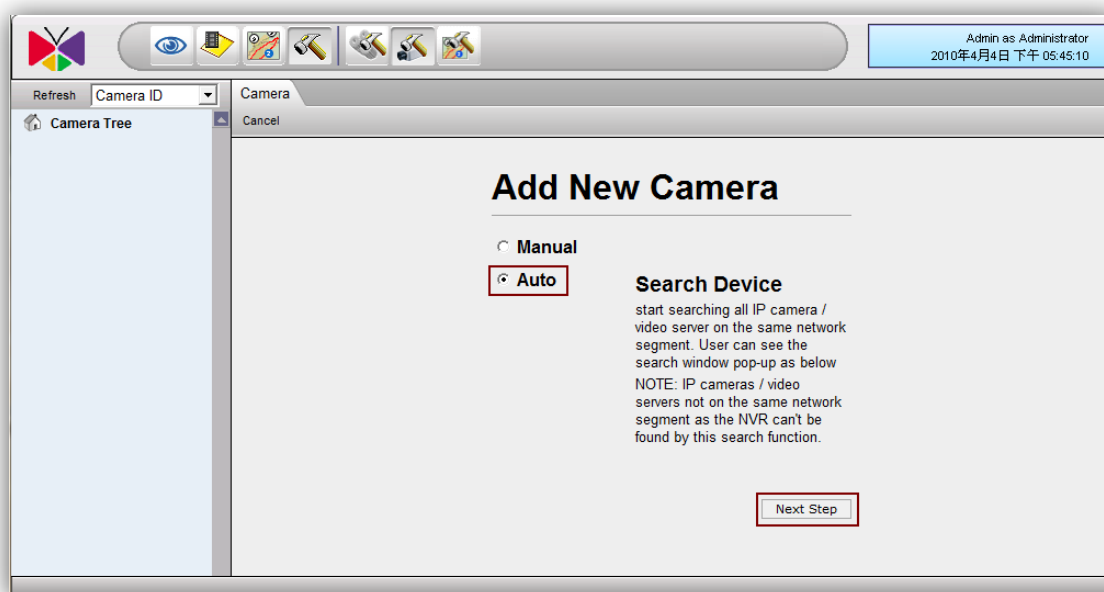 Admin as Administrator
2010年4月4日 下午 05:45:10
Refresh Camera ID
Camera
Camera Tree
Cancel
Add New Camera
Manual
Auto
Search Device
start searching all IP camera /
video server on the same network
segment. User can see the
search window pop-up as below
NOTE: IP cameras / video
servers not on the same network
segment as the NVR can't be
found by this search function.
Next Step